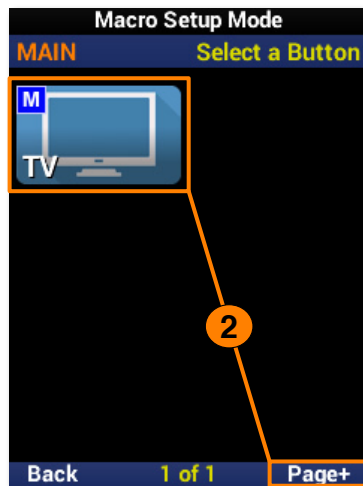 Macro Setup Mode
MAIN Select a Button
M
TV
2
Back 1 of 1 Page+